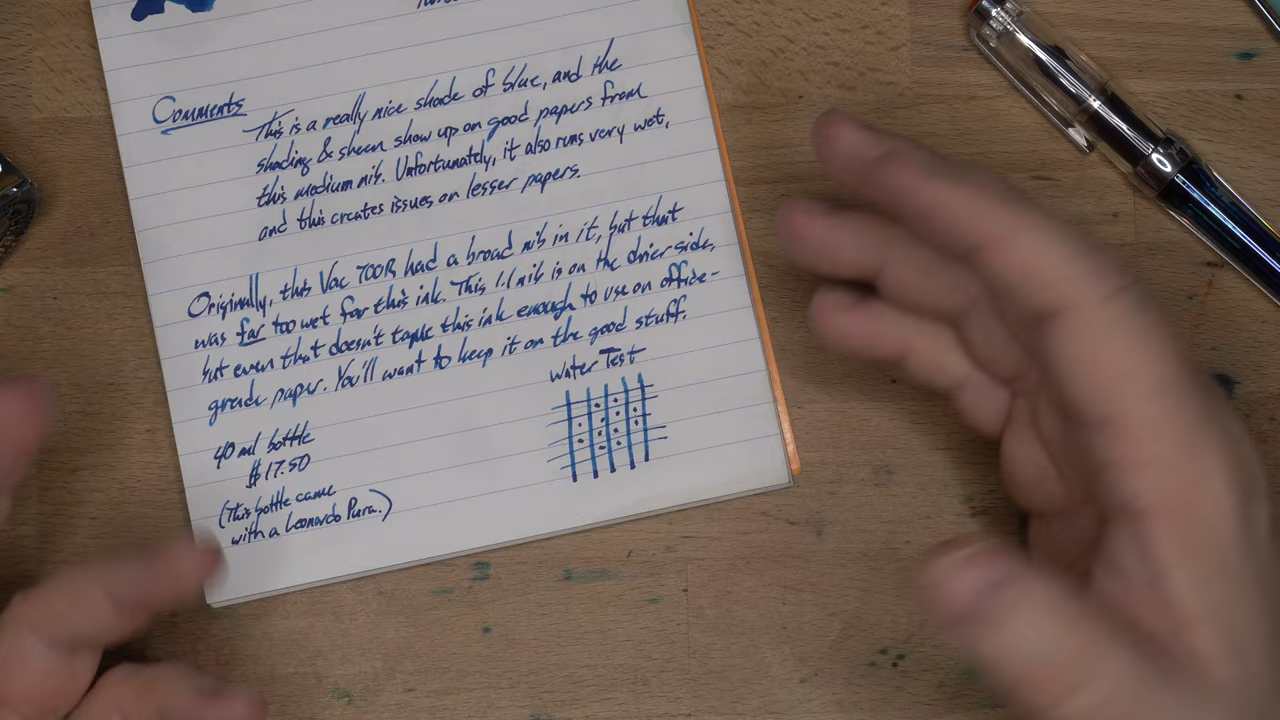 Comments
This is a really nice shade of blue, and the
shading & sheen show up on good papers from
this medium nib. Unfortunately, it also runs very wet,
and this creates issues on lesser papers.
Originally, this Vac 700R had a broad nib in it, but that
was far too wet for this ink. This 1.1 nib is on the drier side,
but even that doesn't tame this ink enough to use on office-
grade paper. You'll want to keep it on the good stuff.
Water Test
40 ml bottle
$17.50
(This bottle came
with a Leonardo Pura.)